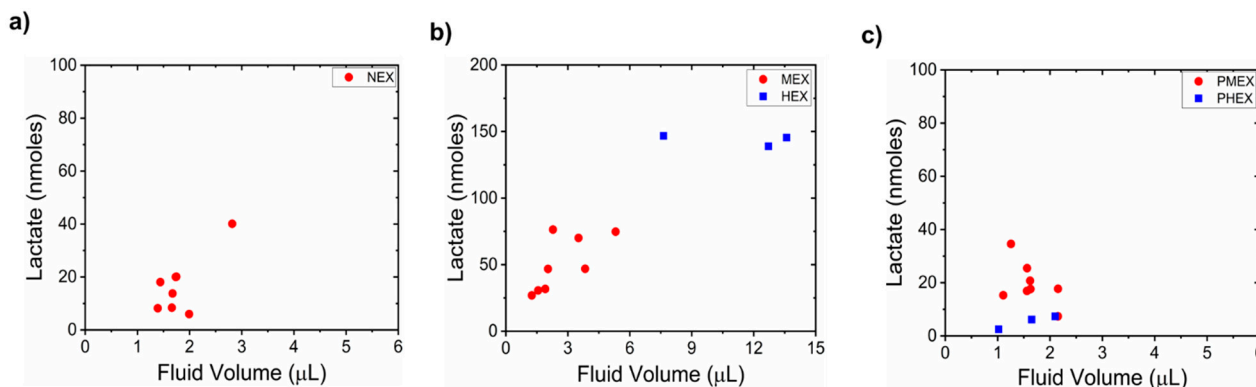 a)
NEX
100
80
60
40
20
0
0 1 2 3 4 5 6
Lactate (nmoles)
Fluid Volume (μL)
b)
MEX
HEX
200
150
100
50
0
0 3 6 9 12 15
Lactate (nmoles)
Fluid Volume (μL)
c)
PMEX
PHEX
100
80
60
40
20
0
0 1 2 3 4 5 6
Lactate (nmoles)
Fluid Volume (μL)